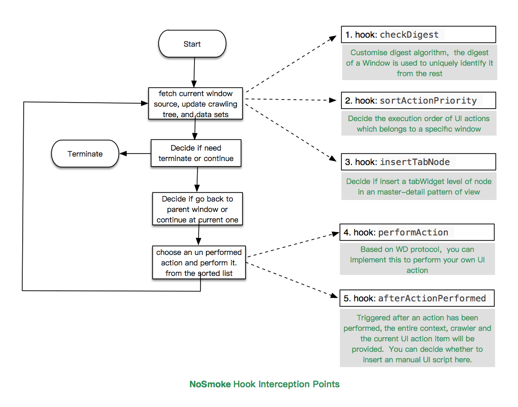 Start
fetch current window
source, update crawling
tree, and data sets
Decide if need
terminate or continue
Terminate
Decide if go back to
parent window or
continue at current one
choose an un performed
action and perform it.
from the sorted list
1. hook: checkDigest
Customise digest algorithm, the digest
of a Window is used to uniquely identify it
from the rest
2. hook: sortActionPriority
Decide the execution order of UI actions
which belongs to a specific window
3. hook: insertTabNode
Decide if insert a tabWidget level of node
in an master-detail pattern of view
4. hook: performAction
Based on WD protocol, you can
implement this to perform your own UI
action
5. hook: afterActionPerformed
Triggered after an action has been
performed, the entire context, crawler and
the current UI action item will be
provided. You can decide whether to
insert an manual UI script here.
NoSmoke Hook Interception Points